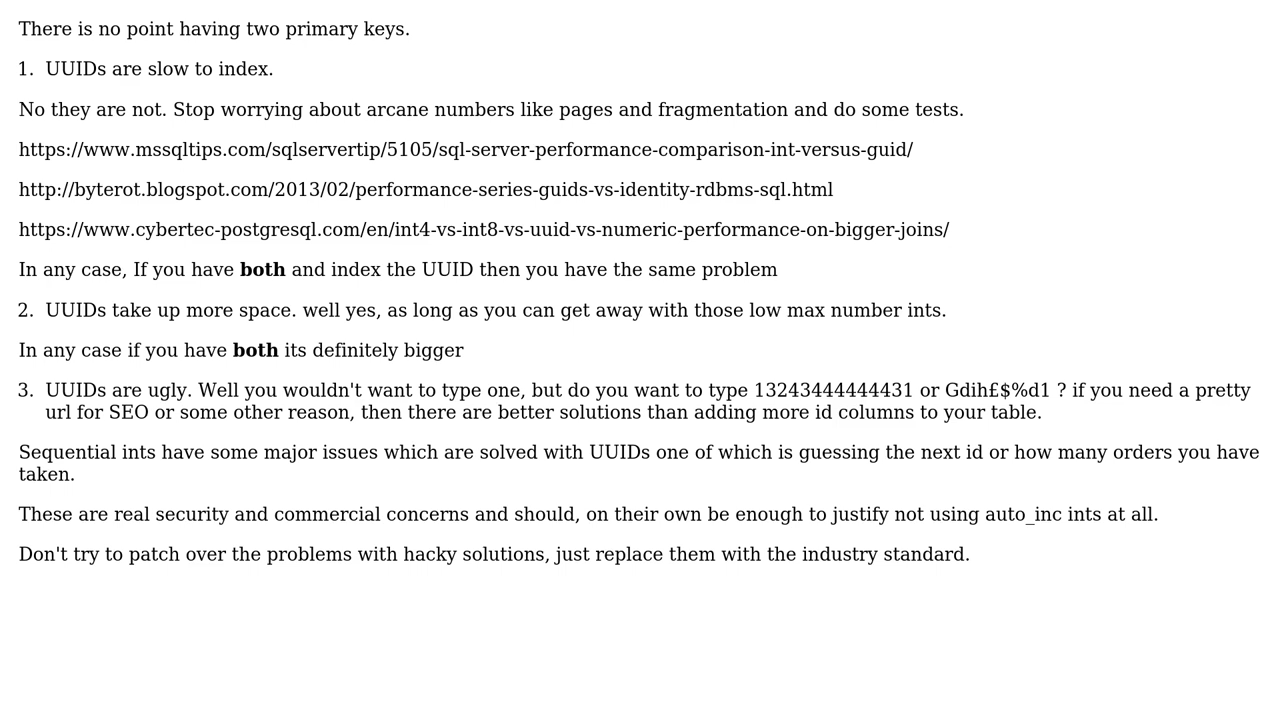 There is no point having two primary keys.
1. UUIDs are slow to index.
No they are not. Stop worrying about arcane numbers like pages and fragmentation and do some tests.
https://www.mssqltips.com/sqlservertip/5105/sql-server-performance-comparison-int-versus-guid/
http://byterot.blogspot.com/2013/02/performance-series-guids-vs-identity-rdbms-sql.html
https://www.cybertec-postgresql.com/en/int4-vs-int8-vs-uuid-vs-numeric-performance-on-bigger-joins/
In any case, If you have both and index the UUID then you have the same problem
2. UUIDs take up more space. well yes, as long as you can get away with those low max number ints.
In any case if you have both its definitely bigger
3. UUIDs are ugly. Well you wouldn't want to type one, but do you want to type 13243444444431 or Gdih£$%d1 ? if you need a pretty
url for SEO or some other reason, then there are better solutions than adding more id columns to your table.
Sequential ints have some major issues which are solved with UUIDs one of which is guessing the next id or how many orders you have
taken.
These are real security and commercial concerns and should, on their own be enough to justify not using auto_inc ints at all.
Don't try to patch over the problems with hacky solutions, just replace them with the industry standard.